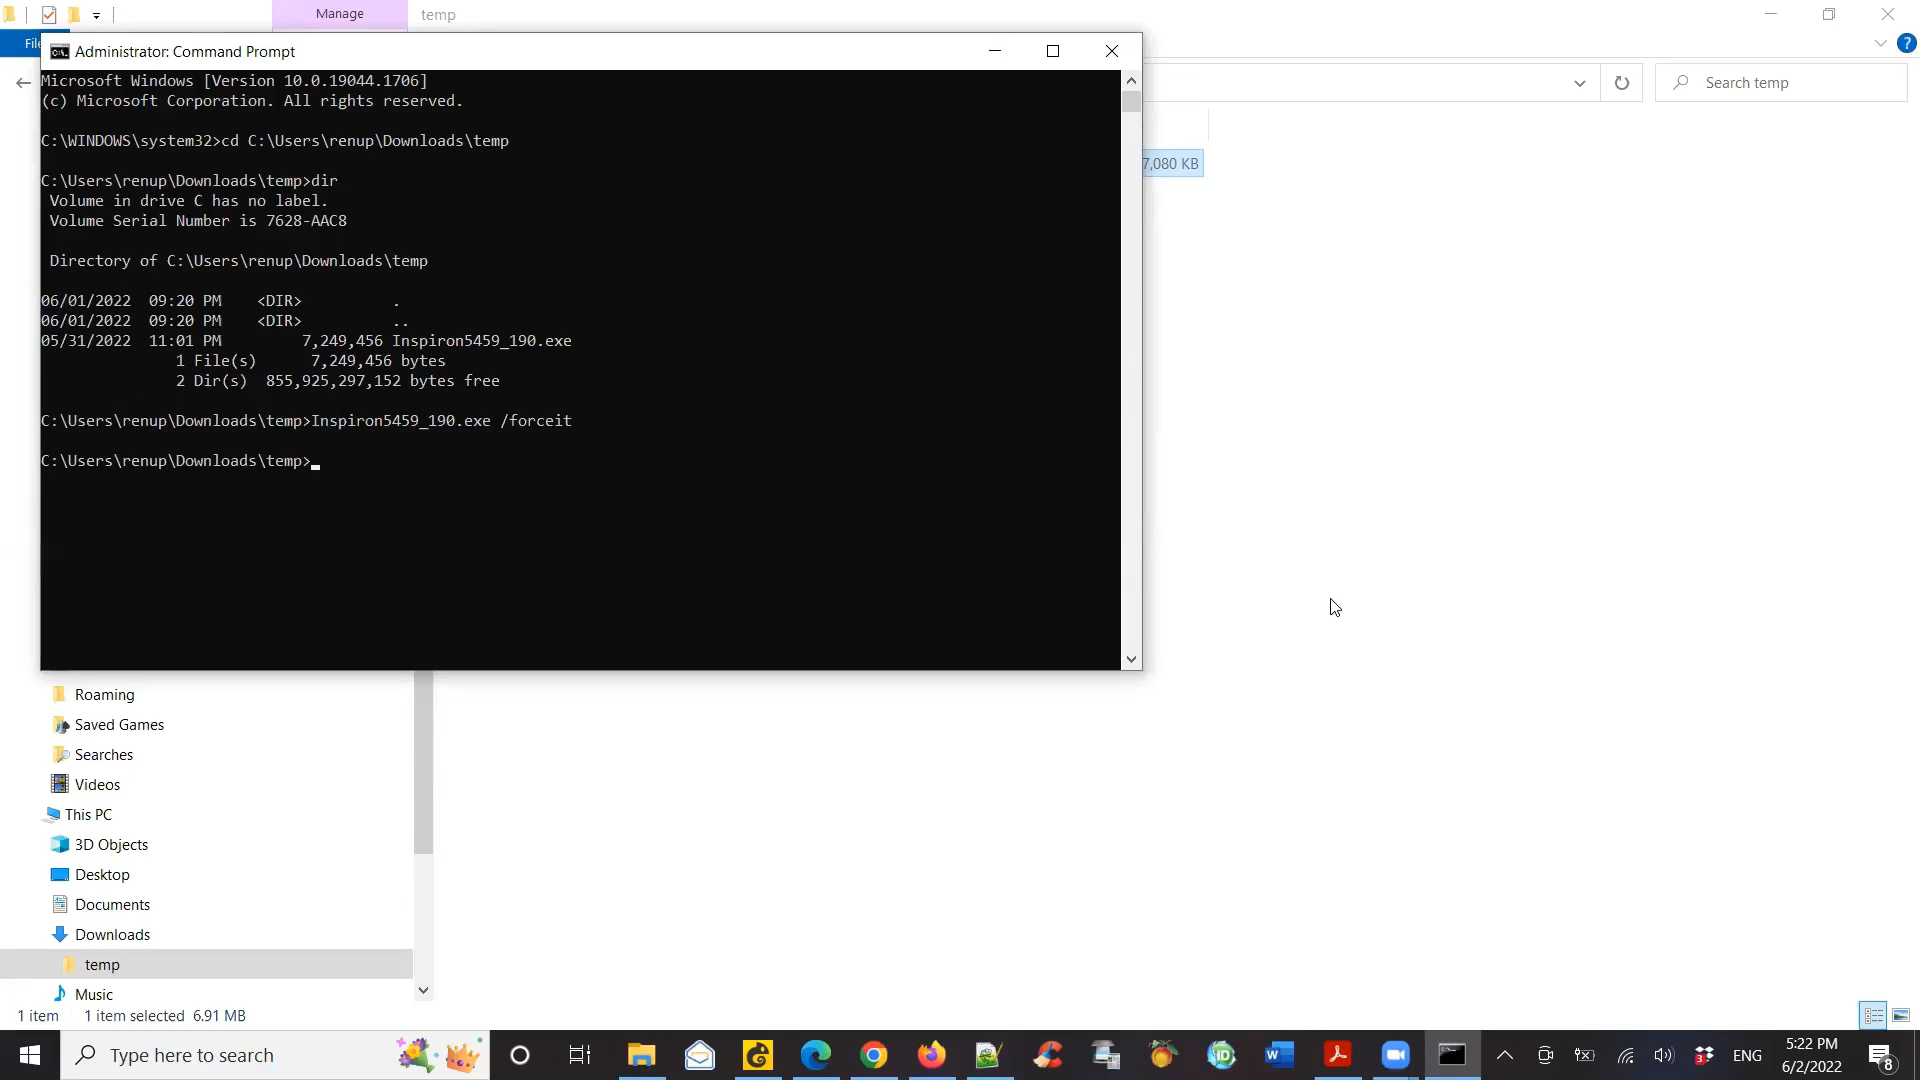 Manage
temp
File
Administrator: Command Prompt
Microsoft Windows [Version 10.0.19044.1706]
(c) Microsoft Corporation. All rights reserved.
C:\WINDOWS\system32>cd C:\Users\renup\Downloads\temp
C:\Users\renup\Downloads\temp>dir
Volume in drive C has no label.
Volume Serial Number is 7628-AAC8
Directory of C:\Users\renup\Downloads\temp
06/01/2022  09:20 PM    <DIR>          .
06/01/2022  09:20 PM    <DIR>          ..
05/31/2022  11:01 PM         7,249,456 Inspiron5459_190.exe
1 File(s)      7,249,456 bytes
2 Dir(s)  855,925,297,152 bytes free
C:\Users\renup\Downloads\temp>Inspiron5459_190.exe /forceit
C:\Users\renup\Downloads\temp>
Search temp
7,080 KB
Roaming
Saved Games
Searches
Videos
This PC
3D Objects
Desktop
Documents
Downloads
temp
Music
1 item    1 item selected  6.91 MB
Type here to search
ENG
5:22 PM
6/2/2022
8